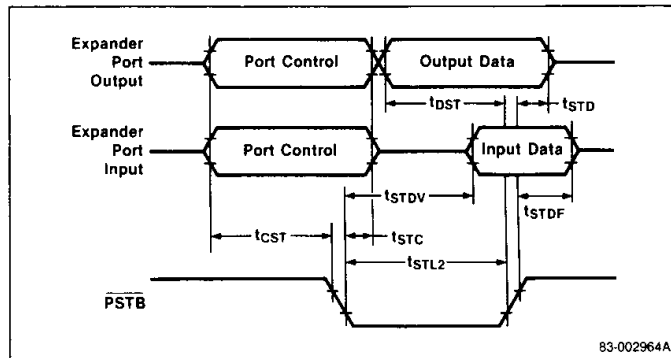 Expander
Port
Output
Port Control
Output Data
tDST
tSTD
Expander
Port
Input
Port Control
Input Data
tSTDV
tSTDF
tCST
tSTC
tSTL2
PSTB
83-002964A